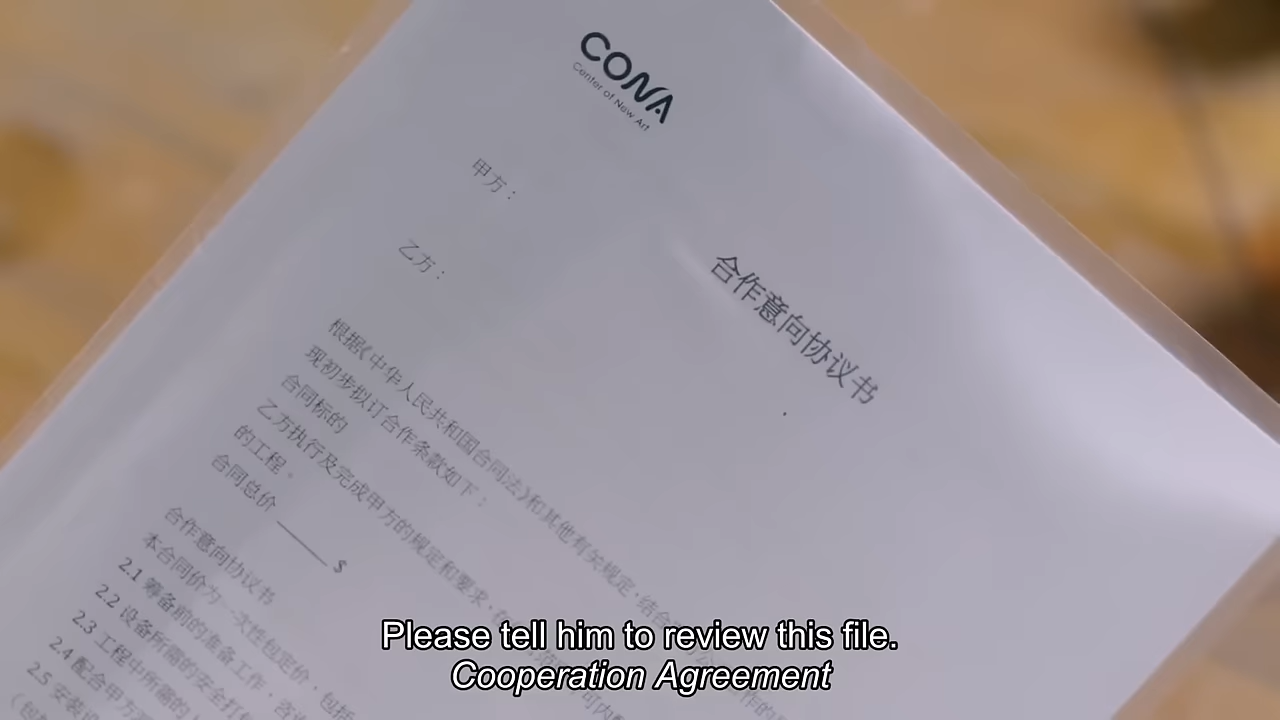 CONA
Center of New Art
甲方：
乙方：
合作意向协议书
根据《中华人民共和国合同法》和其他有关规定，结合
现初步拟订合作条款如下：
合同标的
乙方执行及完成甲方的规定和要求，
的工程。
合同总价 ______ $
合作意向协议书
本合同价为一次性包定价，包括
2.1 筹备前的准备工作，
2.2 设备所需的安全打
2.3 工程中所需的
2.4 配合甲方
2.5 安装
Please tell him to review this file.
Cooperation Agreement